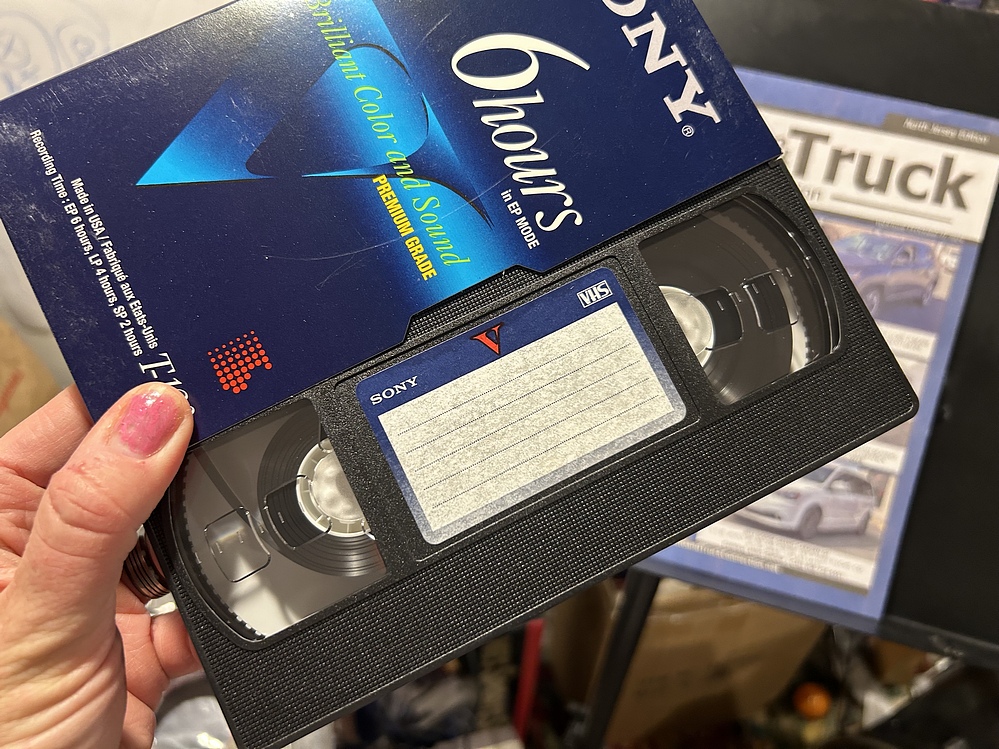 SONY®
6hours
in EP MODE
Brilliant Color and Sound
PREMIUM GRADE
Made in USA / Fabriqué aux Etats-Unis
Recording Time : EP 6 hours, LP 4 hours, SP 2 hours
SONY
V
VHS
Truck